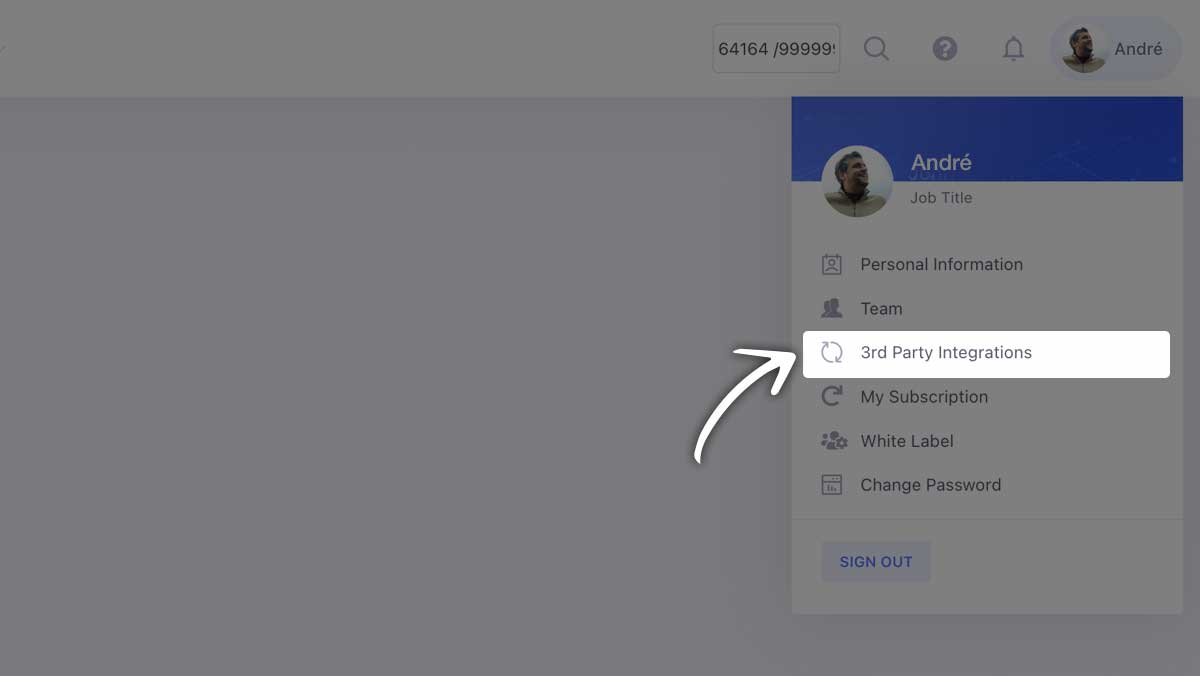 64164 /99999
André
André
Job Title
Personal Information
Team
3rd Party Integrations
My Subscription
White Label
Change Password
SIGN OUT